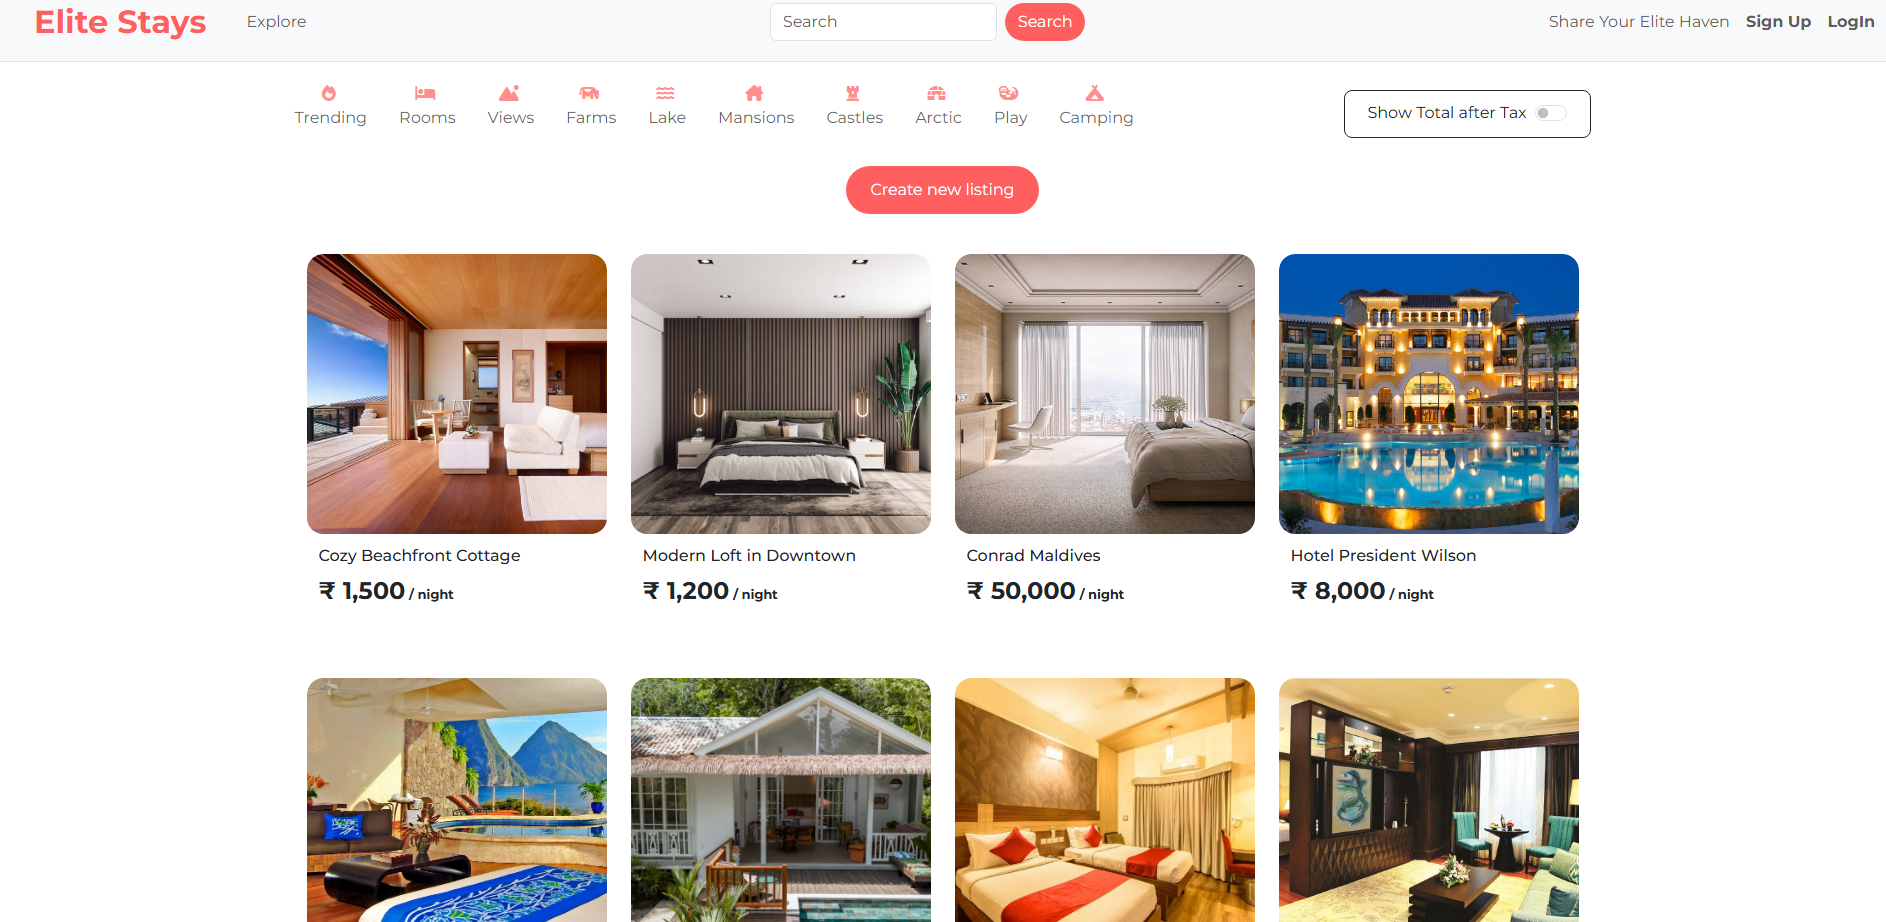 Elite Stays Explore Search Search Share Your Elite Haven Sign Up LogIn
Trending Rooms Views Farms Lake Mansions Castles Arctic Play Camping
Show Total after Tax
Create new listing
Cozy Beachfront Cottage
₹ 1,500 / night
Modern Loft in Downtown
₹ 1,200 / night
Conrad Maldives
₹ 50,000 / night
Hotel President Wilson
₹ 8,000 / night